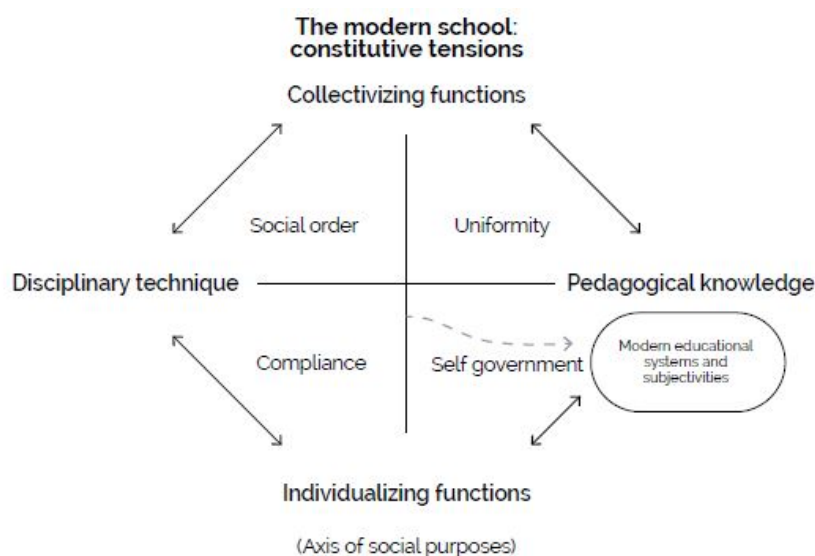 The modern school:
constitutive tensions
Collectivizing functions
Social order
Uniformity
Disciplinary technique
Pedagogical knowledge
Compliance
Self government
Modern educational
systems and
subjectivities
Individualizing functions
(Axis of social purposes)